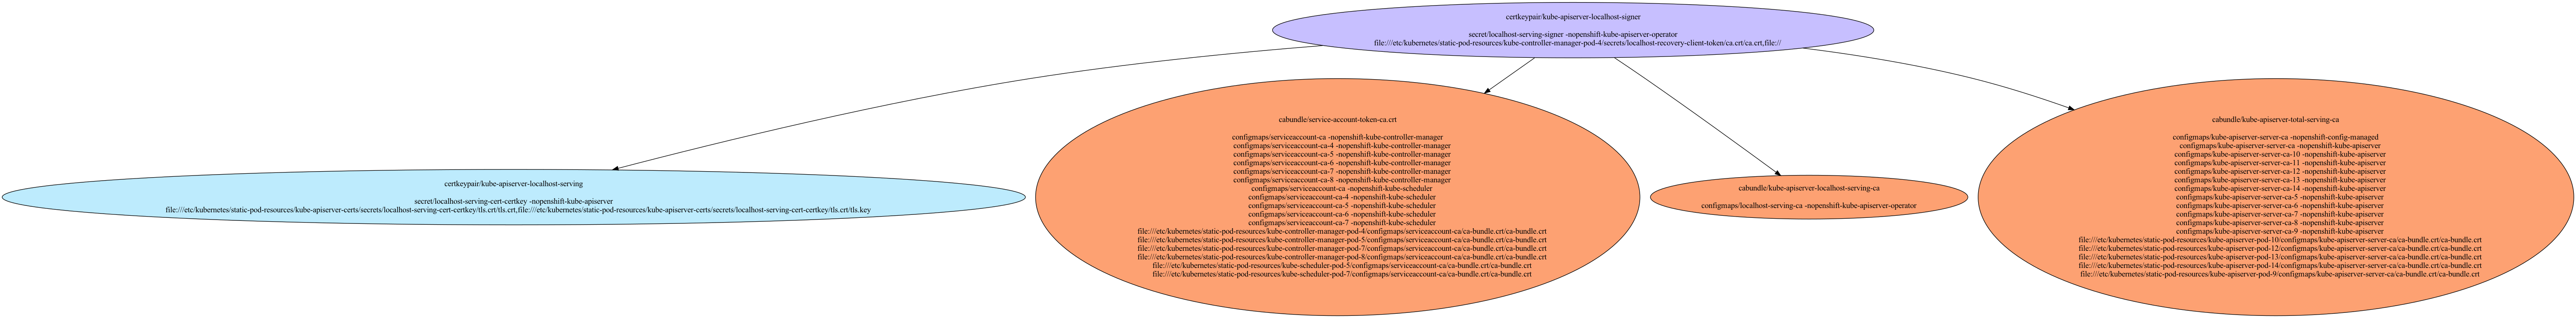 certkeypair/kube-apiserver-localhost-signer
secret/localhost-serving-signer -nopenshift-kube-apiserver-operator
file:///etc/kubernetes/static-pod-resources/kube-controller-manager-pod-4/secrets/localhost-recovery-client-token/ca.crt/ca.crt,file://
certkeypair/kube-apiserver-localhost-serving
secret/localhost-serving-cert-certkey -nopenshift-kube-apiserver
file:///etc/kubernetes/static-pod-resources/kube-apiserver-certs/secrets/localhost-serving-cert-certkey/tls.crt/tls.crt,file:///etc/kubernetes/static-pod-resources/kube-apiserver-certs/secrets/localhost-serving-cert-certkey/tls.crt/tls.key
cabundle/service-account-token-ca.crt
configmaps/serviceaccount-ca -nopenshift-kube-controller-manager
configmaps/serviceaccount-ca-4 -nopenshift-kube-controller-manager
configmaps/serviceaccount-ca-5 -nopenshift-kube-controller-manager
configmaps/serviceaccount-ca-6 -nopenshift-kube-controller-manager
configmaps/serviceaccount-ca-7 -nopenshift-kube-controller-manager
configmaps/serviceaccount-ca-8 -nopenshift-kube-controller-manager
configmaps/serviceaccount-ca -nopenshift-kube-scheduler
configmaps/serviceaccount-ca-4 -nopenshift-kube-scheduler
configmaps/serviceaccount-ca-5 -nopenshift-kube-scheduler
configmaps/serviceaccount-ca-6 -nopenshift-kube-scheduler
configmaps/serviceaccount-ca-7 -nopenshift-kube-scheduler
file:///etc/kubernetes/static-pod-resources/kube-controller-manager-pod-4/configmaps/serviceaccount-ca/ca-bundle.crt/ca-bundle.crt
file:///etc/kubernetes/static-pod-resources/kube-controller-manager-pod-5/configmaps/serviceaccount-ca/ca-bundle.crt/ca-bundle.crt
file:///etc/kubernetes/static-pod-resources/kube-controller-manager-pod-7/configmaps/serviceaccount-ca/ca-bundle.crt/ca-bundle.crt
file:///etc/kubernetes/static-pod-resources/kube-controller-manager-pod-8/configmaps/serviceaccount-ca/ca-bundle.crt/ca-bundle.crt
file:///etc/kubernetes/static-pod-resources/kube-scheduler-pod-5/configmaps/serviceaccount-ca/ca-bundle.crt/ca-bundle.crt
file:///etc/kubernetes/static-pod-resources/kube-scheduler-pod-7/configmaps/serviceaccount-ca/ca-bundle.crt/ca-bundle.crt
cabundle/kube-apiserver-localhost-serving-ca
configmaps/localhost-serving-ca -nopenshift-kube-apiserver-operator
cabundle/kube-apiserver-total-serving-ca
configmaps/kube-apiserver-server-ca -nopenshift-config-managed
configmaps/kube-apiserver-server-ca -nopenshift-kube-apiserver
configmaps/kube-apiserver-server-ca-10 -nopenshift-kube-apiserver
configmaps/kube-apiserver-server-ca-11 -nopenshift-kube-apiserver
configmaps/kube-apiserver-server-ca-12 -nopenshift-kube-apiserver
configmaps/kube-apiserver-server-ca-13 -nopenshift-kube-apiserver
configmaps/kube-apiserver-server-ca-14 -nopenshift-kube-apiserver
configmaps/kube-apiserver-server-ca-5 -nopenshift-kube-apiserver
configmaps/kube-apiserver-server-ca-6 -nopenshift-kube-apiserver
configmaps/kube-apiserver-server-ca-7 -nopenshift-kube-apiserver
configmaps/kube-apiserver-server-ca-8 -nopenshift-kube-apiserver
configmaps/kube-apiserver-server-ca-9 -nopenshift-kube-apiserver
file:///etc/kubernetes/static-pod-resources/kube-apiserver-pod-10/configmaps/kube-apiserver-server-ca/ca-bundle.crt/ca-bundle.crt
file:///etc/kubernetes/static-pod-resources/kube-apiserver-pod-12/configmaps/kube-apiserver-server-ca/ca-bundle.crt/ca-bundle.crt
file:///etc/kubernetes/static-pod-resources/kube-apiserver-pod-13/configmaps/kube-apiserver-server-ca/ca-bundle.crt/ca-bundle.crt
file:///etc/kubernetes/static-pod-resources/kube-apiserver-pod-14/configmaps/kube-apiserver-server-ca/ca-bundle.crt/ca-bundle.crt
file:///etc/kubernetes/static-pod-resources/kube-apiserver-pod-9/configmaps/kube-apiserver-server-ca/ca-bundle.crt/ca-bundle.crt